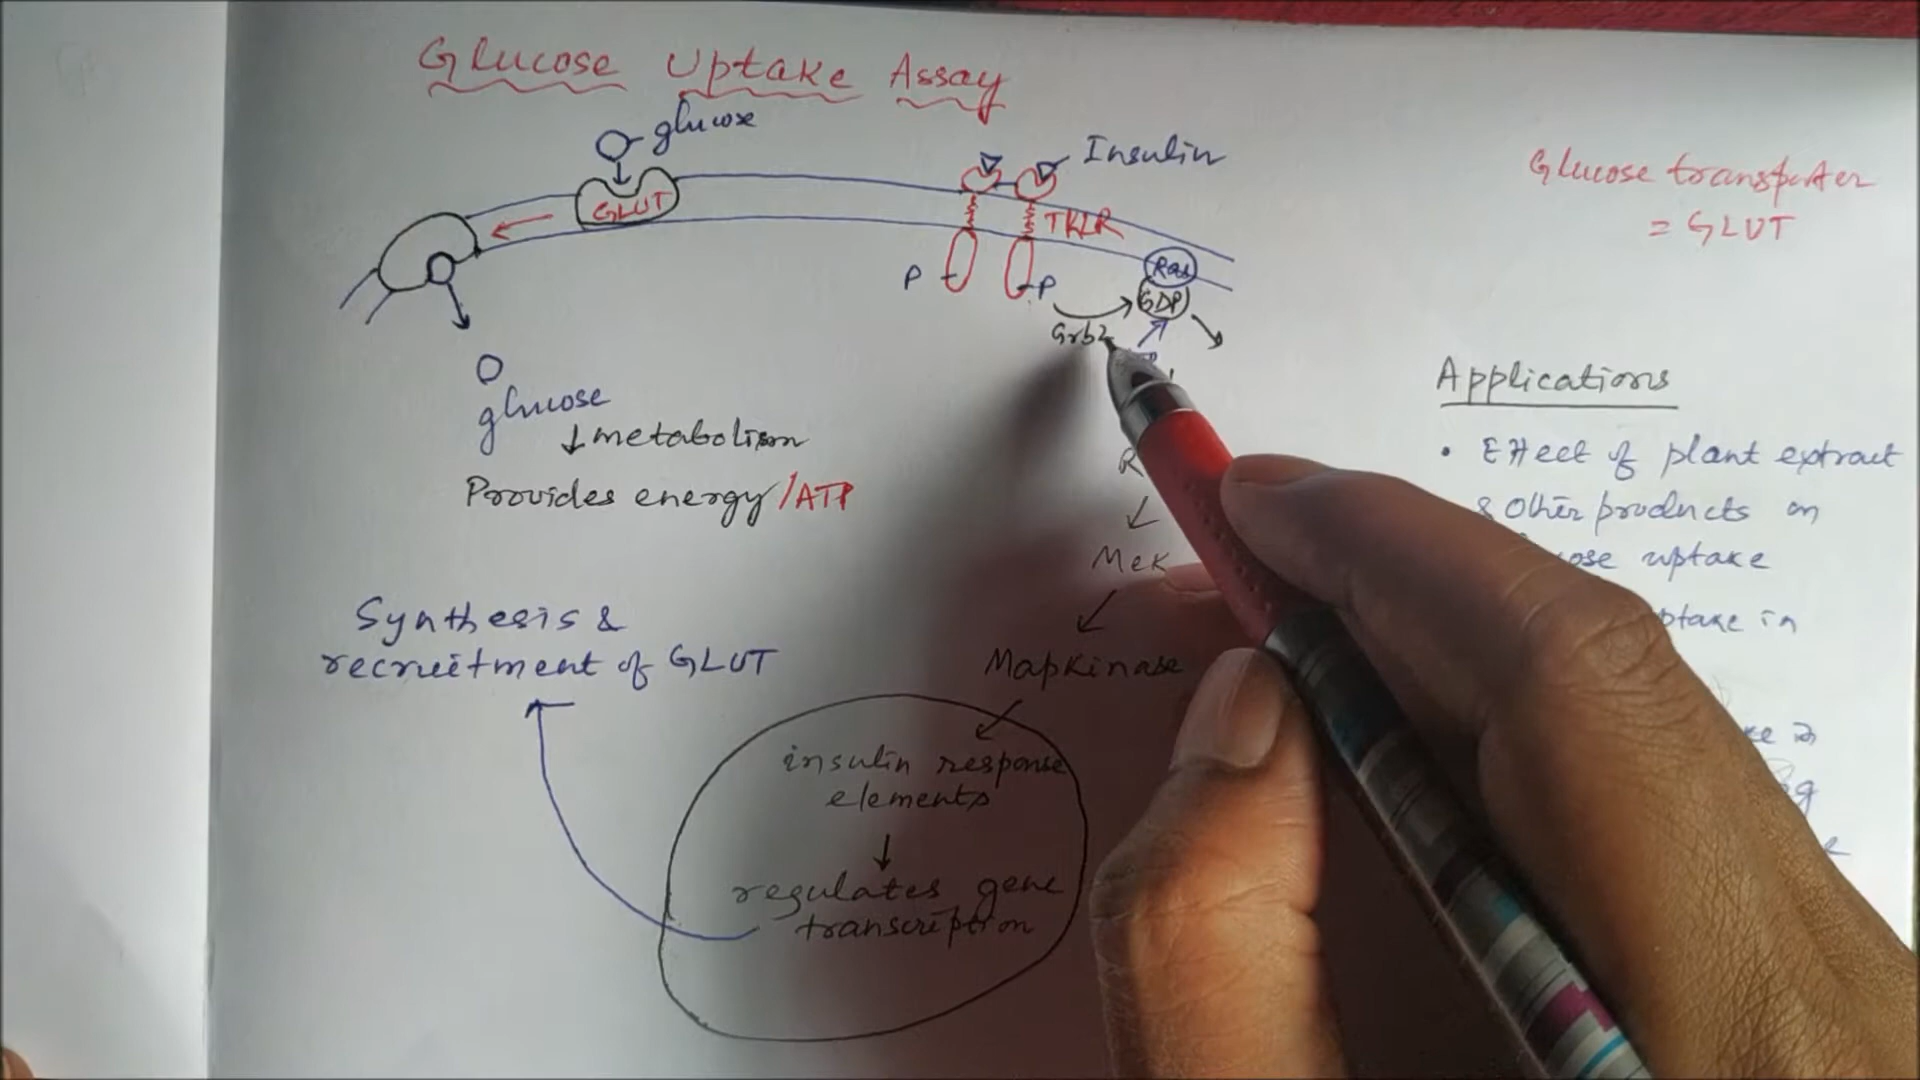 Glucose Uptake Assay
glucose
Insulin
Glucose transporter
= GLUT
GLUT
TKLR
Ras
P
P
GDP
Grb2
glucose
↓ metabolism
Provides energy/ATP
Applications
• Effect of plant extract
& other products on
uptake
in
R
Mek
Mapkinase
Synthesis &
recruitment of GLUT
insulin response
elements
regulates gene
transcription